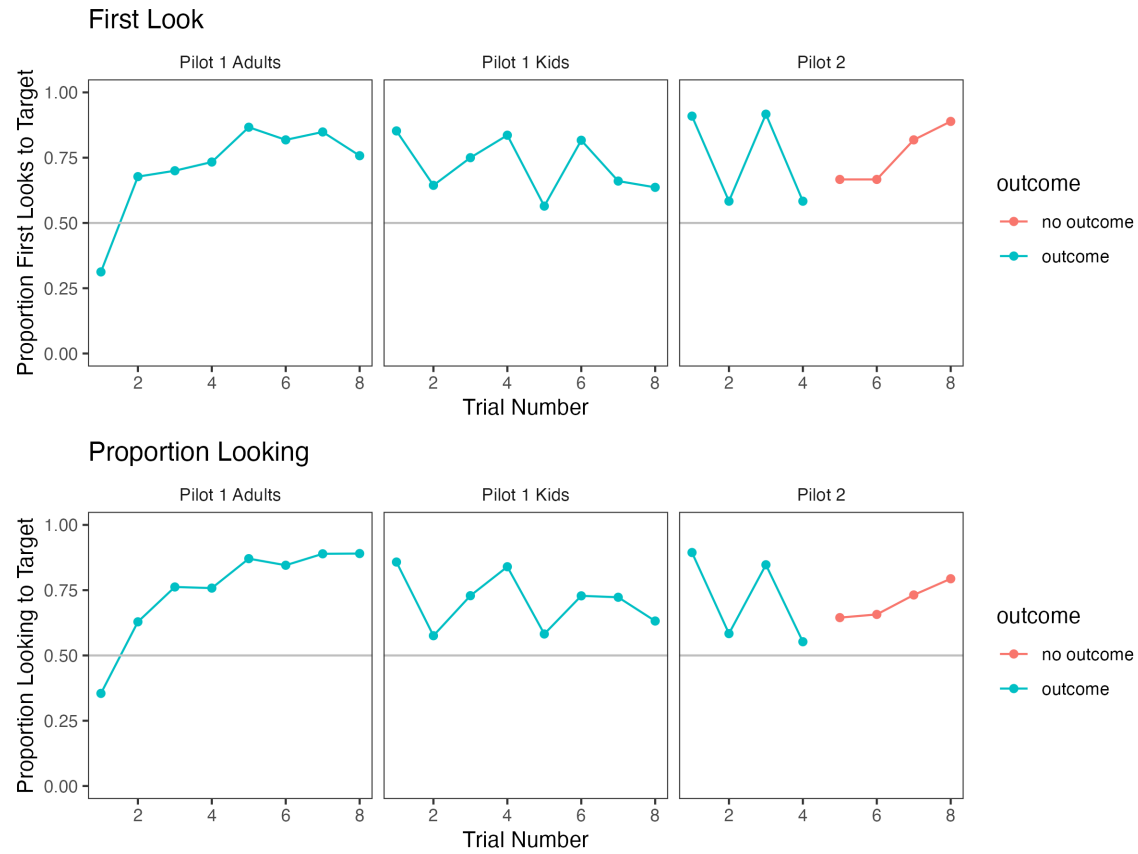 First Look
Pilot 1 Adults
Pilot 1 Kids
Pilot 2
Proportion First Looks to Target
1.00
0.75
0.50
0.25
0.00
2 4 6 8
2 4 6 8
2 4 6 8
Trial Number
outcome
no outcome
outcome
Proportion Looking
Pilot 1 Adults
Pilot 1 Kids
Pilot 2
Proportion Looking to Target
1.00
0.75
0.50
0.25
0.00
2 4 6 8
2 4 6 8
2 4 6 8
Trial Number
outcome
no outcome
outcome